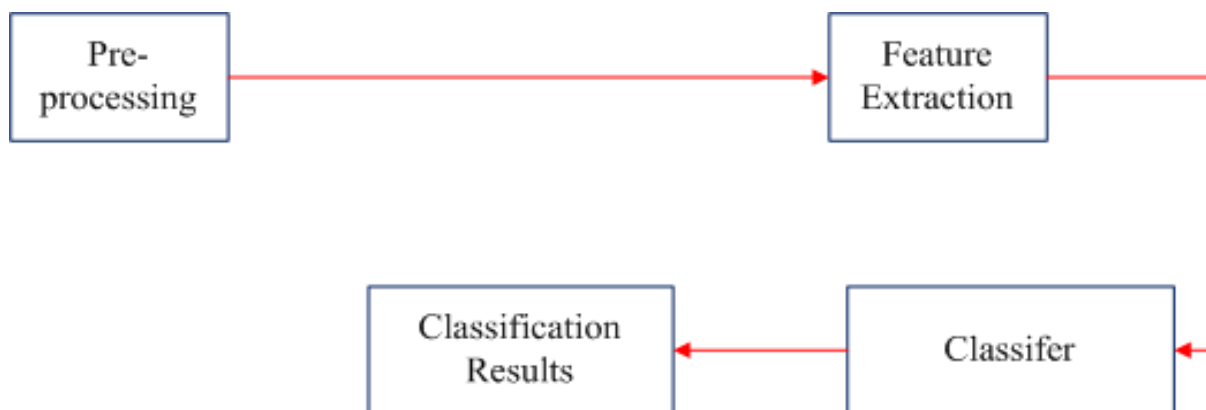 Pre-
processing
Feature
Extraction
Classifer
Classification
Results